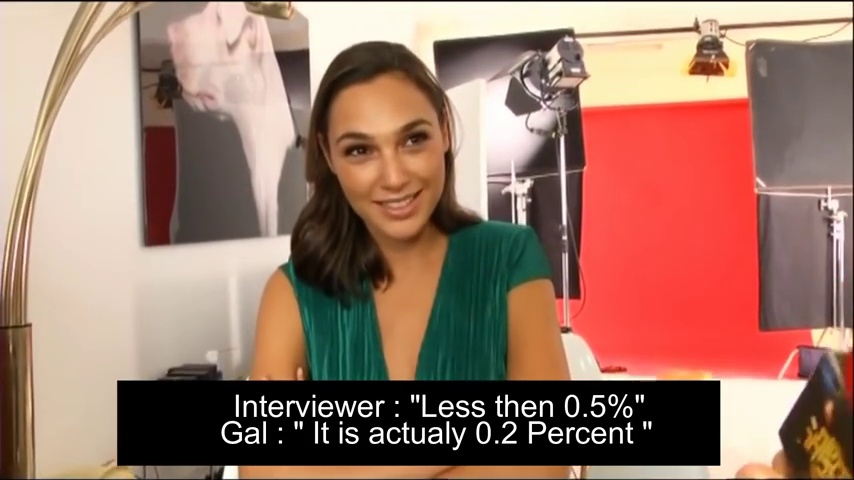 Interviewer : "Less then 0.5%"
Gal : " It is actualy 0.2 Percent "